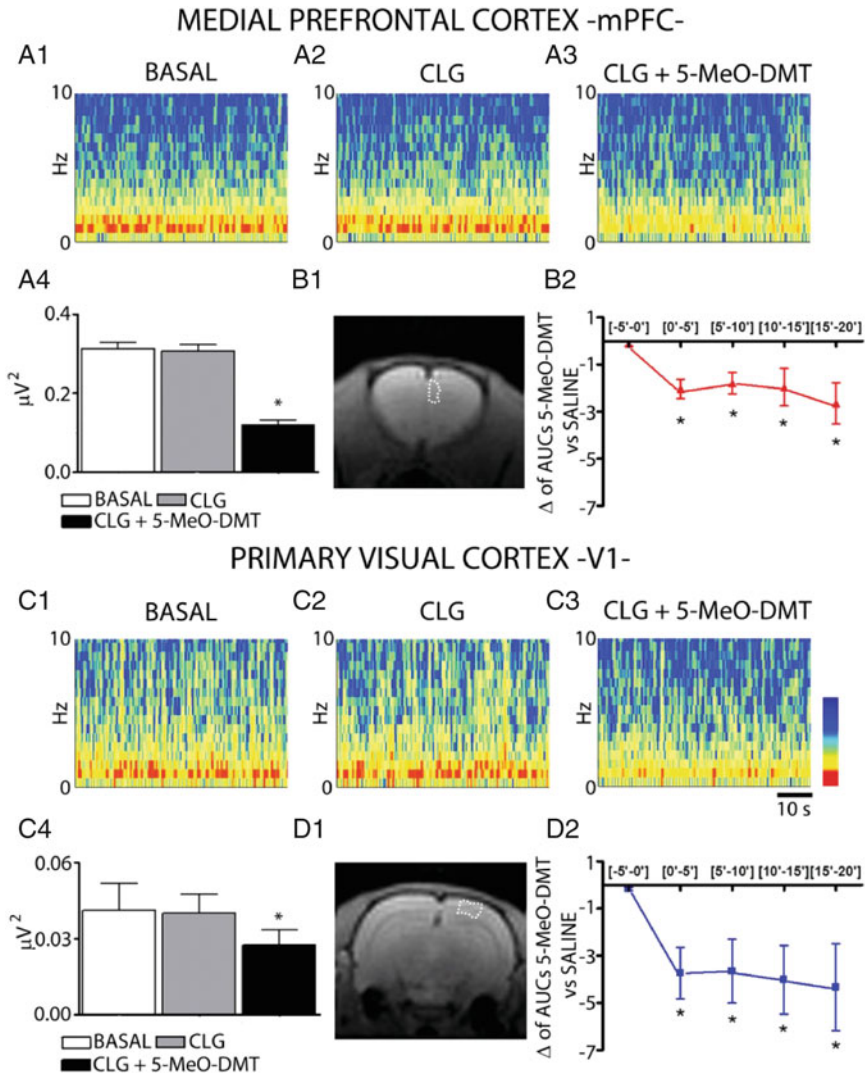 MEDIAL PREFRONTAL CORTEX -mPFC-
A1
BASAL
A2
CLG
A3
CLG + 5-MeO-DMT
10
Hz
0
10
Hz
0
10
Hz
0
A4
0.4
0.2
0.0
µV²
*
BASAL
CLG
CLG + 5-MeO-DMT
B1
B2
Δ of AUCs 5-MeO-DMT
vs SALINE
1
-1
-3
-5
-7
[-5'-0']
[0'-5']
[5'-10']
[10'-15']
[15'-20']
*
*
*
*
PRIMARY VISUAL CORTEX -V1-
C1
BASAL
C2
CLG
C3
CLG + 5-MeO-DMT
10
Hz
0
10
Hz
0
10
Hz
0
10 s
C4
0.06
0.03
0.00
µV²
*
BASAL
CLG
CLG + 5-MeO-DMT
D1
D2
Δ of AUCs 5-MeO-DMT
vs SALINE
1
-1
-3
-5
-7
[-5'-0']
[0'-5']
[5'-10']
[10'-15']
[15'-20']
*
*
*
*